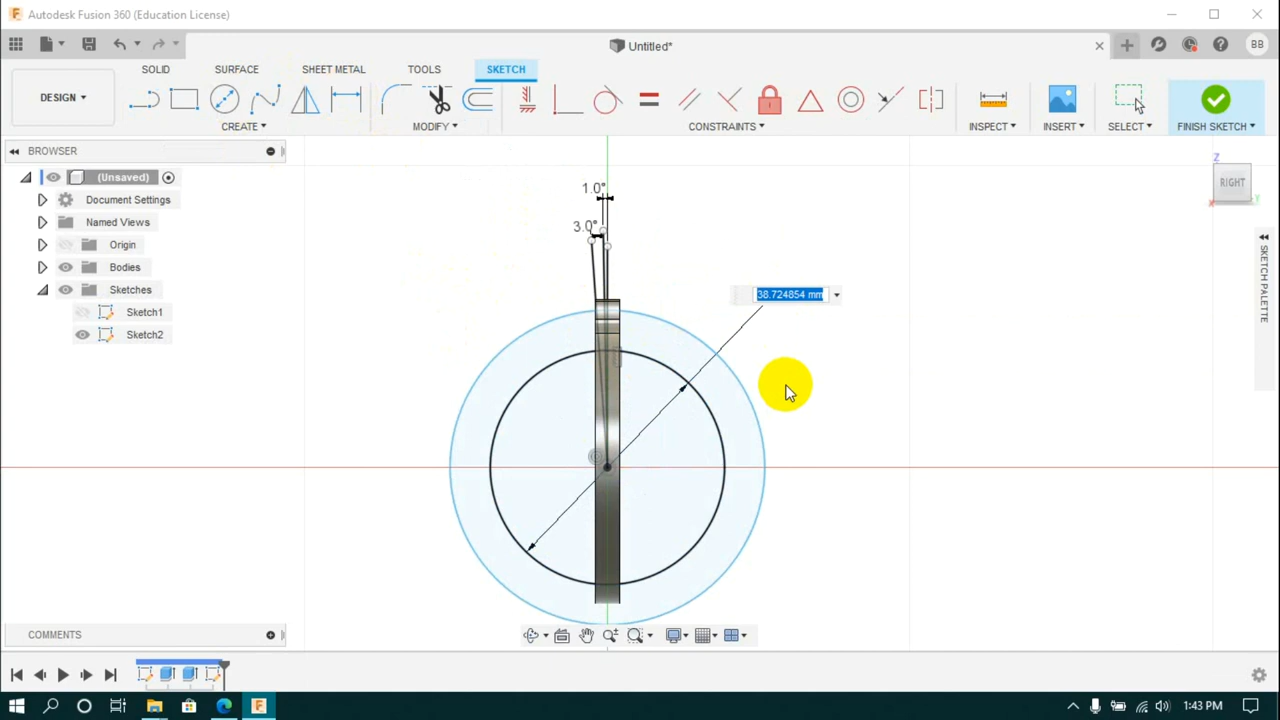 Autodesk Fusion 360 (Education License)
Untitled*
BB
DESIGN
SOLID
SURFACE
SHEET METAL
TOOLS
SKETCH
CREATE
MODIFY
CONSTRAINTS
INSPECT
INSERT
SELECT
FINISH SKETCH
BROWSER
(Unsaved)
Document Settings
Named Views
Origin
Bodies
Sketches
Sketch1
Sketch2
1.0°
3.0°
38.724854 mm
Z
RIGHT
X
Y
SKETCH PALETTE
COMMENTS
1:43 PM